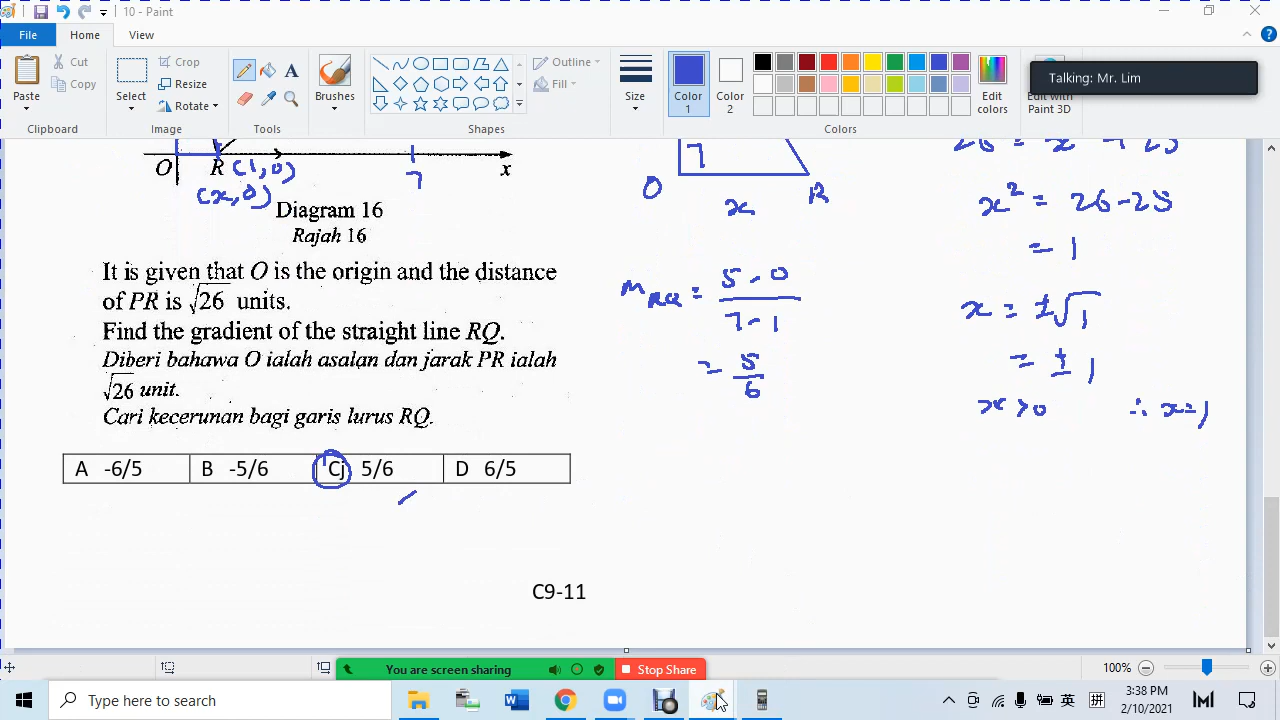 10 - Paint
File Home View
Paste Cut Copy Clipboard
Select Crop Resize Rotate Image
Tools
Brushes
Outline Fill Shapes
Size
Color 1 Color 2 Edit colors Colors
Edit with Paint 3D
Talking: Mr. Lim
O R (1,0) 7 x
(x,0)
Diagram 16
Rajah 16
It is given that O is the origin and the distance
of PR is √26 units.
Find the gradient of the straight line RQ.
Diberi bahawa O ialah asalan dan jarak PR ialah
√26 unit.
Cari kecerunan bagi garis lurus RQ.
A -6/5 B -5/6 C 5/6 D 6/5
O x R
M RQ = 5-0 / 7-1
= 5/6
x² = 26-25
= 1
x = ±√1
= ±1
x>0 ∴ x=1
C9-11
100%
You are screen sharing Stop Share
Type here to search
英 拼
3:38 PM
2/10/2021